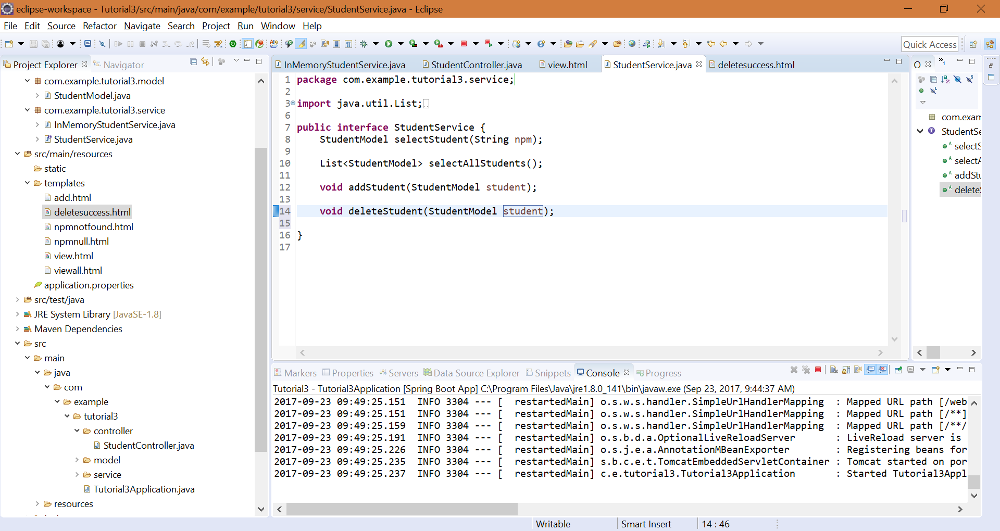 eclipse-workspace - Tutorial3/src/main/java/com/example/tutorial3/service/StudentService.java - Eclipse
File Edit Source Refactor Navigate Search Project Run Window Help
Quick Access
Project Explorer Navigator
com.example.tutorial3.model
StudentModel.java
com.example.tutorial3.service
InMemoryStudentService.java
StudentService.java
src/main/resources
static
templates
add.html
deletesuccess.html
npmnotfound.html
npmnull.html
view.html
viewall.html
application.properties
src/test/java
JRE System Library [JavaSE-1.8]
Maven Dependencies
src
main
java
com
example
tutorial3
controller
StudentController.java
model
service
Tutorial3Application.java
resources
InMemoryStudentService.java StudentController.java view.html StudentService.java deletesuccess.html
1 package com.example.tutorial3.service;
2
3 import java.util.List;
6
7 public interface StudentService {
8 StudentModel selectStudent(String npm);
9
10 List<StudentModel> selectAllStudents();
11
12 void addStudent(StudentModel student);
13
14 void deleteStudent(StudentModel student);
15
16 }
17
O
com.exam
StudentSe
selectS
selectA
addStu
delete
Markers Properties Servers Data Source Explorer Snippets Console Progress
Tutorial3 - Tutorial3Application [Spring Boot App] C:\Program Files\Java\jre1.8.0_141\bin\javaw.exe (Sep 23, 2017, 9:44:37 AM)
2017-09-23 09:49:25.151 INFO 3304 --- [ restartedMain] o.s.w.s.handler.SimpleUrlHandlerMapping : Mapped URL path [/web
2017-09-23 09:49:25.151 INFO 3304 --- [ restartedMain] o.s.w.s.handler.SimpleUrlHandlerMapping : Mapped URL path [/**]
2017-09-23 09:49:25.159 INFO 3304 --- [ restartedMain] o.s.w.s.handler.SimpleUrlHandlerMapping : Mapped URL path [/**/
2017-09-23 09:49:25.191 INFO 3304 --- [ restartedMain] o.s.b.d.a.OptionalLiveReloadServer : LiveReload server is
2017-09-23 09:49:25.226 INFO 3304 --- [ restartedMain] o.s.j.e.a.AnnotationMBeanExporter : Registering beans for
2017-09-23 09:49:25.235 INFO 3304 --- [ restartedMain] s.b.c.e.t.TomcatEmbeddedServletContainer : Tomcat started on por
2017-09-23 09:49:25.237 INFO 3304 --- [ restartedMain] c.e.tutorial3.Tutorial3Application : Started Tutorial3Appl
Writable Smart Insert 14 : 46